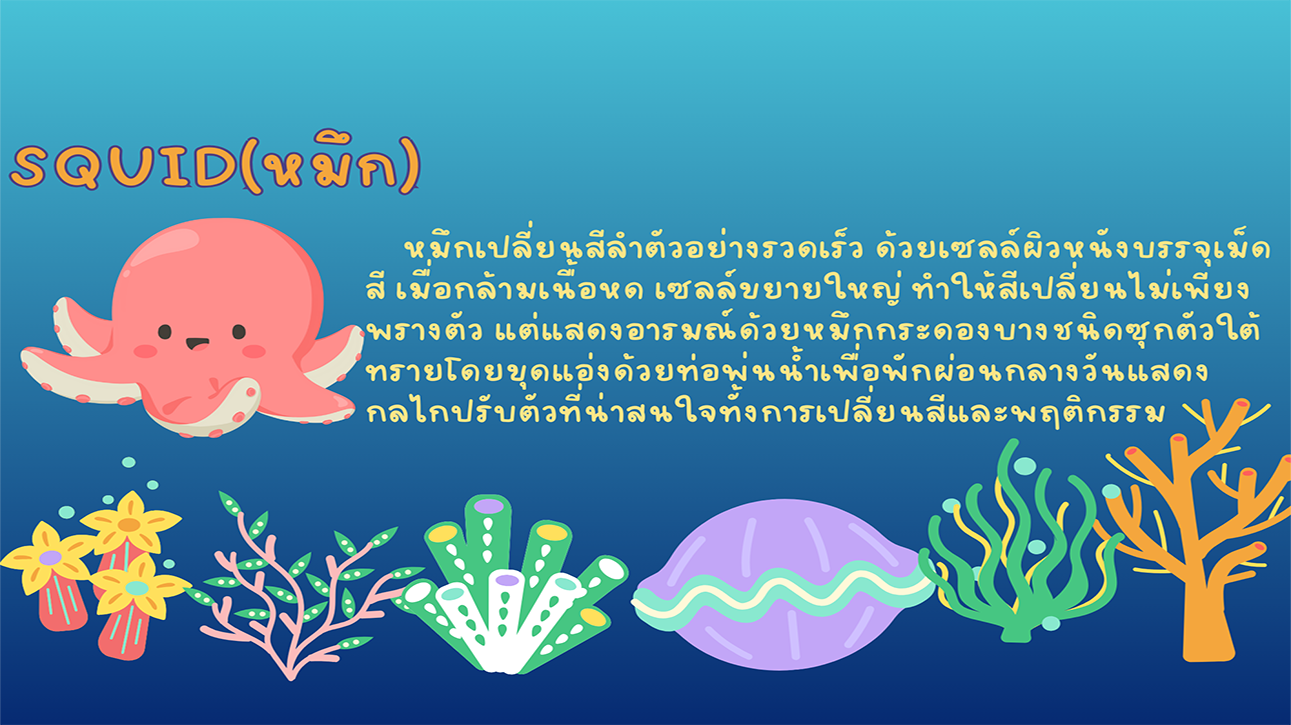 SQUID(หมึก)
หมึกเปลี่ยนสีลำตัวอย่างรวดเร็ว ด้วยเซลล์ผิวหนังบรรจุเม็ด
สี เมื่อกล้ามเนื้อหด เซลล์ขยายใหญ่ ทำให้สีเปลี่ยนไม่เพียง
พรางตัว แต่แสดงอารมณ์ด้วยหมึกกระดองบางชนิดซุกตัวใต้
ทรายโดยขุดแอ่งด้วยท่อพ่นน้ำเพื่อพักผ่อนกลางวันแสดง
กลไกปรับตัวที่น่าสนใจทั้งการเปลี่ยนสีและพฤติกรรม